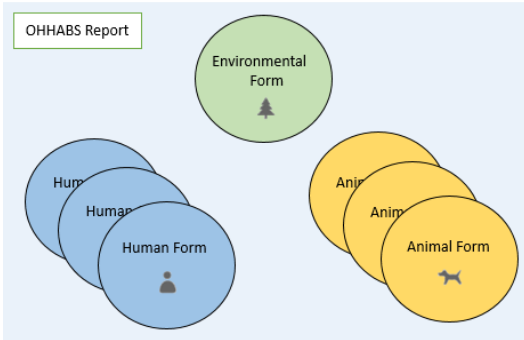 OHHABS Report
Environmental
Form
Human Form
Animal Form